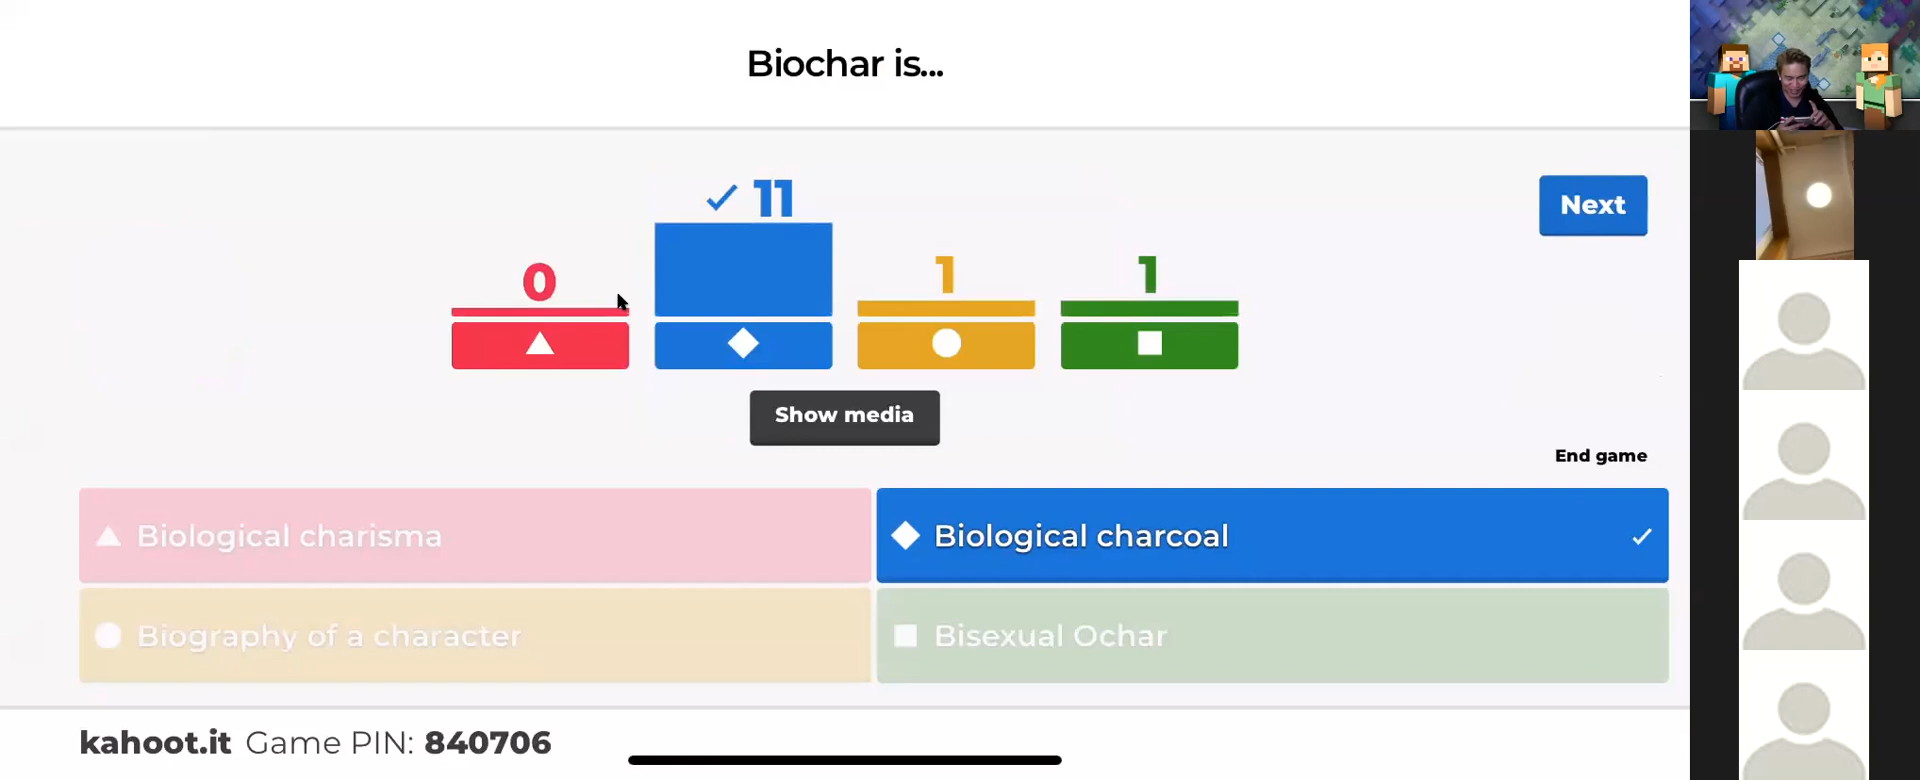 Biochar is...
11
Next
0
1
1
Show media
End game
Biological charisma
Biological charcoal
Biography of a character
Bisexual Ochar
kahoot.it Game PIN: 840706